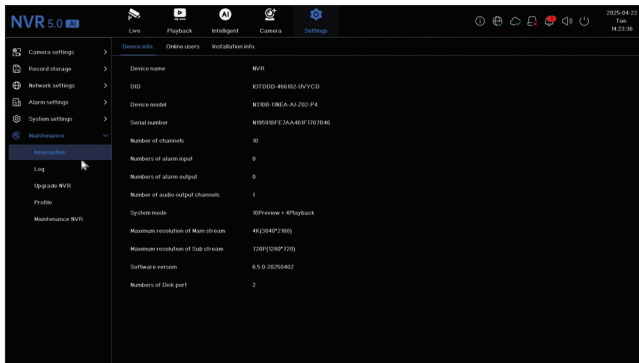 NVR 5.0 AI
Live
Playback
AI
Intelligent
Camera
Settings
2025-04-22
Tue.
14:23:36
Camera settings
Record storage
Network settings
Alarm settings
System settings
Maintenance
Information
Log
Upgrade NVR
Profile
Maintenance NVR
Device info
Online users
Installation info
Device name NVR
DID IOTDDD-466102-UVYCD
Device model N310B-11NEA-AI-Z02-P4
Serial number N195918FE7AA461F1707B46
Number of channels 10
Numbers of alarm input 0
Numbers of alarm output 0
Number of audio output channels 1
System mode 10Preview + 4Playback
Maximum resolution of Main stream 4K(3840*2160)
Maximum resolution of Sub stream 720P(1280*720)
Software version 6.5.0-20250402
Numbers of Disk port 2